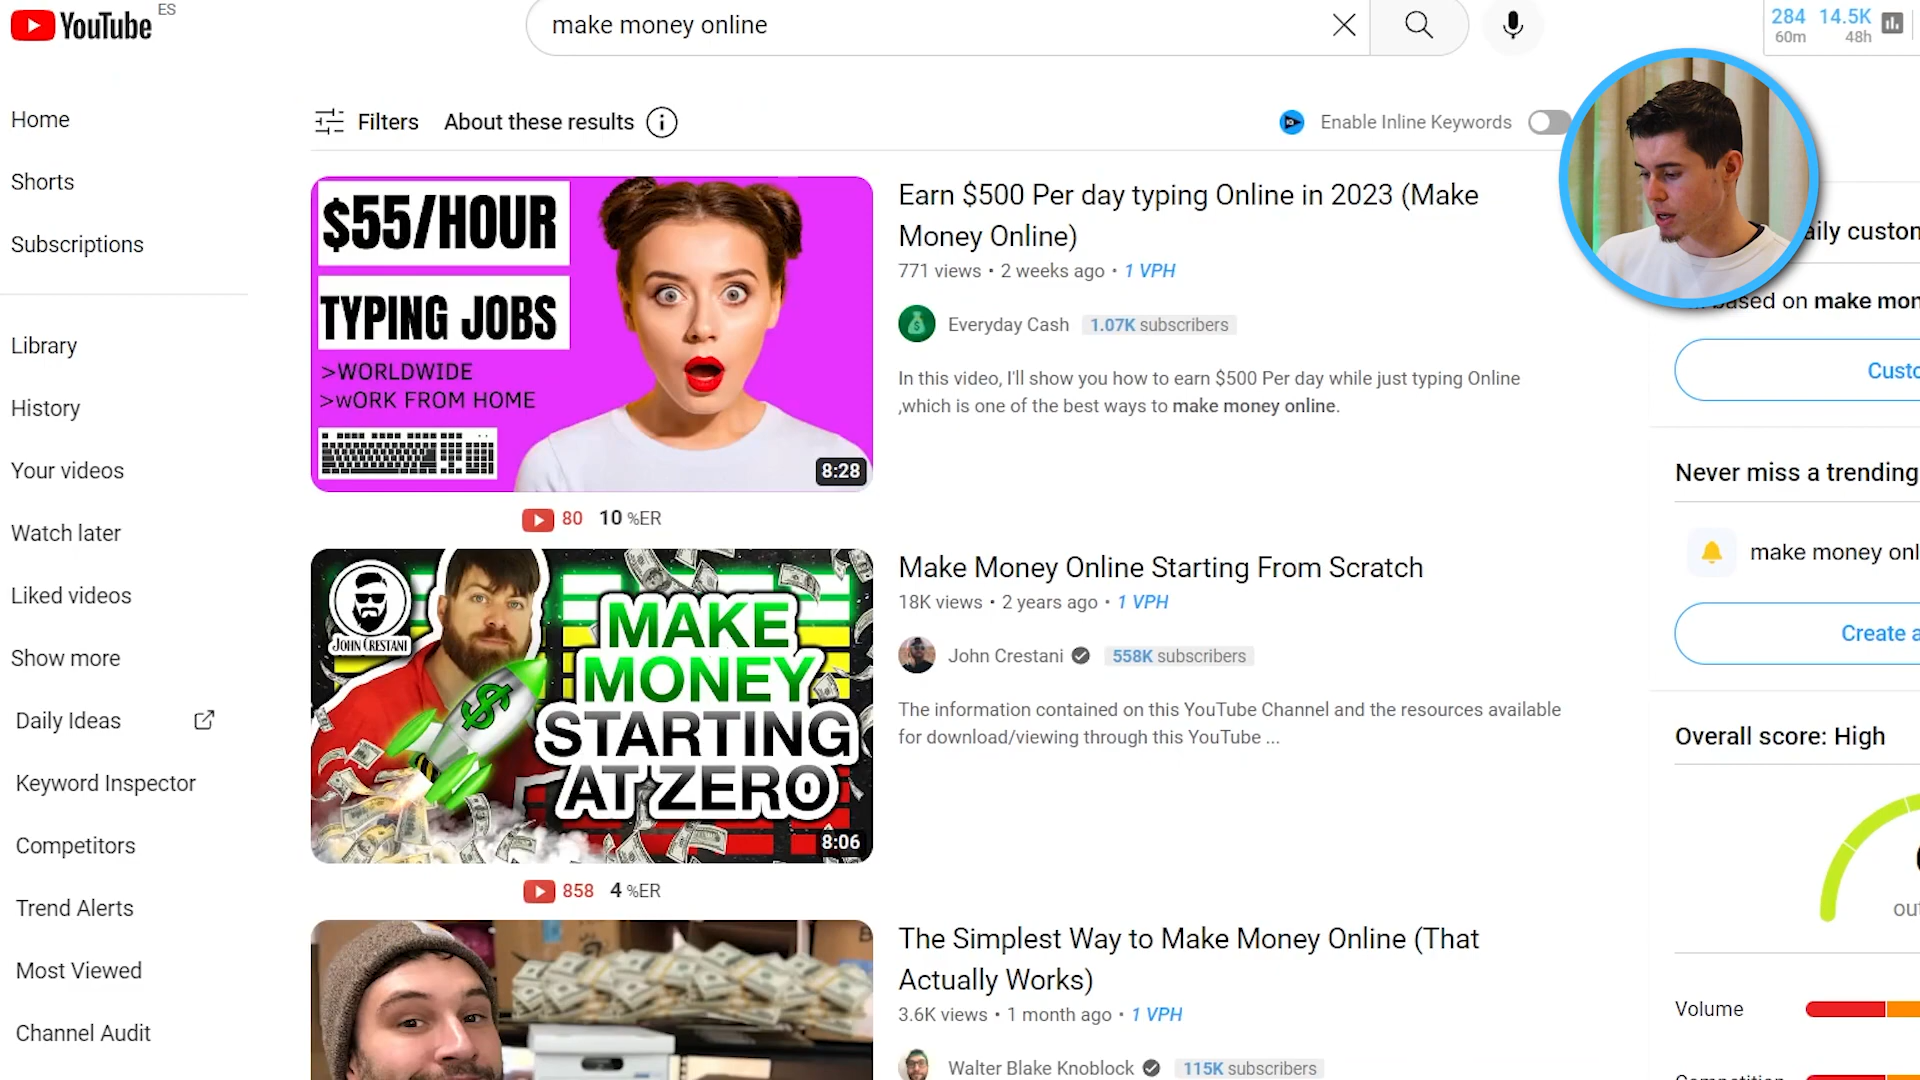 YouTube ES
make money online
284 14.5K
60m 48h
Home
Shorts
Subscriptions
Library
History
Your videos
Watch later
Liked videos
Show more
Daily Ideas
Keyword Inspector
Competitors
Trend Alerts
Most Viewed
Channel Audit
Filters About these results
Enable Inline Keywords
$55/HOUR
TYPING JOBS
>WORLDWIDE
>wORK FROM HOME
8:28
80 10 %ER
Earn $500 Per day typing Online in 2023 (Make
Money Online)
771 views • 2 weeks ago • 1 VPH
Everyday Cash 1.07K subscribers
In this video, I'll show you how to earn $500 Per day while just typing Online
,which is one of the best ways to make money online.
JOHN CRESTANI
MAKE
MONEY
STARTING
AT ZERO
8:06
858 4 %ER
Make Money Online Starting From Scratch
18K views • 2 years ago • 1 VPH
John Crestani 558K subscribers
The information contained on this YouTube Channel and the resources available
for download/viewing through this YouTube ...
The Simplest Way to Make Money Online (That
Actually Works)
3.6K views • 1 month ago • 1 VPH
Walter Blake Knoblock 115K subscribers
aily custon
based on make mon
Custo
Never miss a trending
make money onl
Create a
Overall score: High
out
Volume